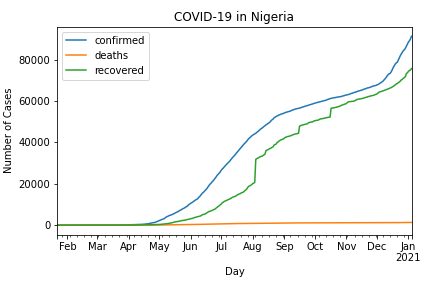 COVID-19 in Nigeria
confirmed
deaths
recovered
Number of Cases
80000
60000
40000
20000
0
Feb Mar Apr May Jun Jul Aug Sep Oct Nov Dec Jan
2021
Day